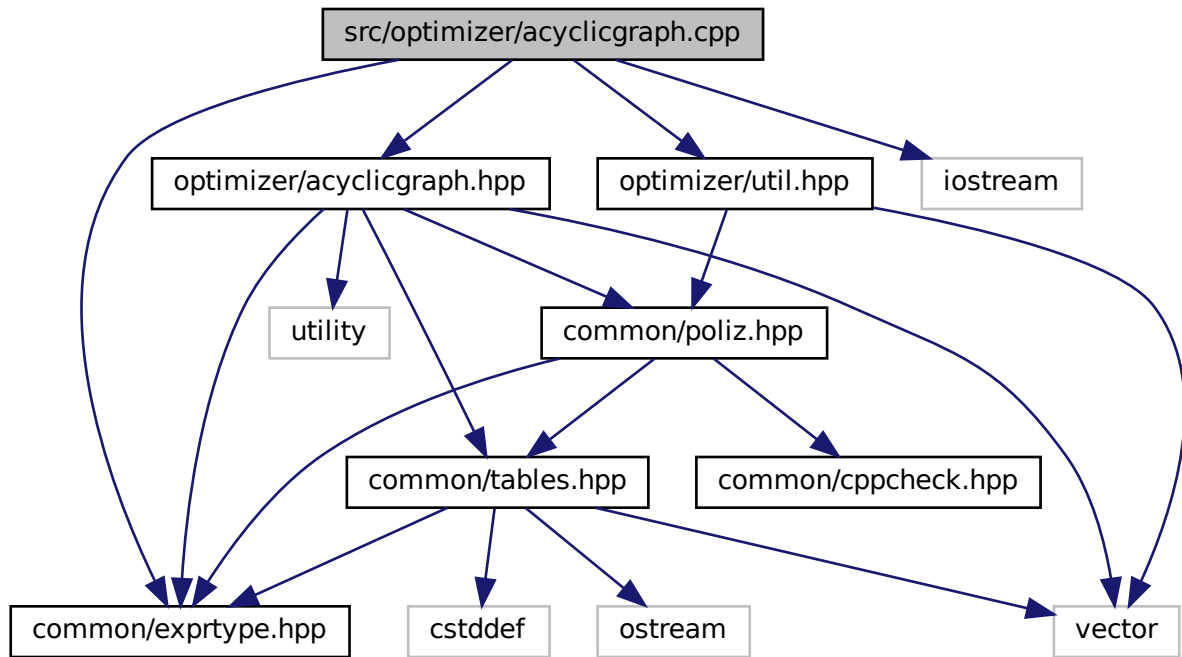 src/optimizer/acyclicgraph.cpp
optimizer/acyclicgraph.hpp
optimizer/util.hpp
iostream
utility
common/poliz.hpp
common/tables.hpp
common/cppcheck.hpp
common/exprtype.hpp
cstddef
ostream
vector